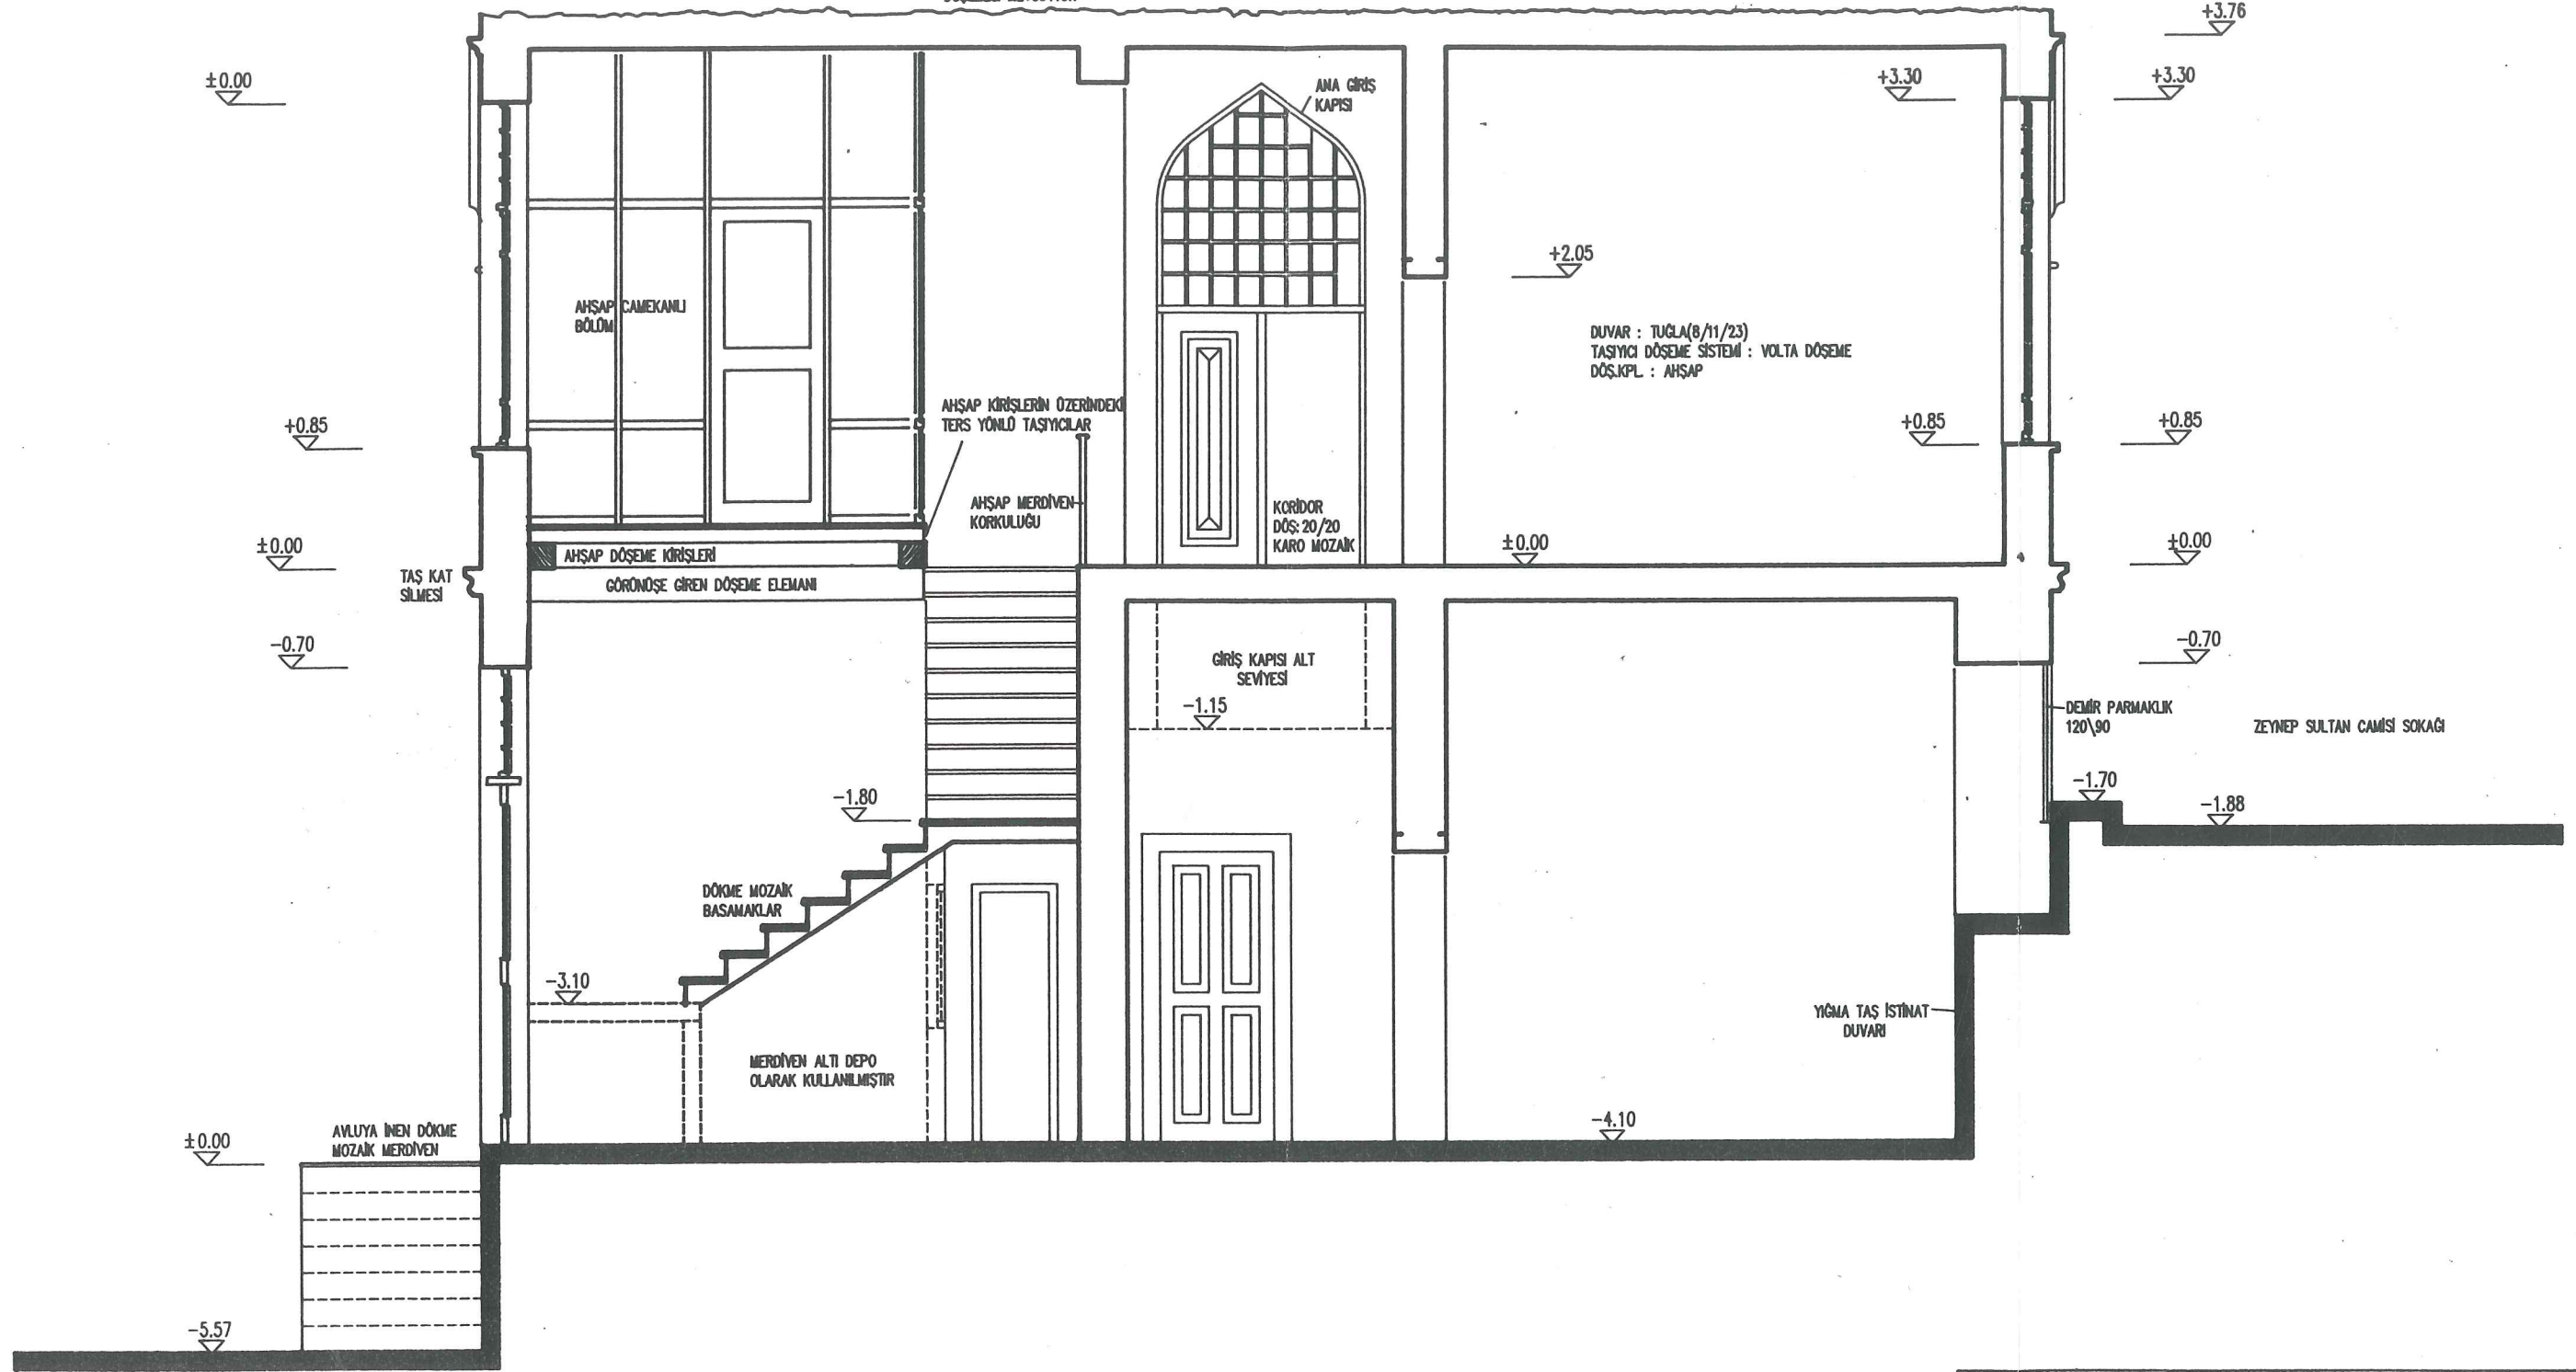 +3.76
±0.00
+3.30
+3.30
ANA GİRİŞ
KAPISI
+2.05
AHŞAP CAMEKANLI
BÖLÜM
DUVAR : TUĞLA(8/11/23)
TAŞIYICI DÖŞEME SİSTEMİ : VOLTA DÖŞEME
DÖŞ.KPL. : AHŞAP
AHŞAP KİRİŞLERİN ÜZERİNDEKİ
TERS YÖNLÜ TAŞIYICILAR
+0.85
+0.85
+0.85
AHŞAP MERDİVEN
KORKULUĞU
KORİDOR
DÖŞ: 20/20
KARO MOZAİK
±0.00
AHŞAP DÖŞEME KİRİŞLERİ
±0.00
±0.00
TAŞ KAT
SİLMESİ
GÖRÜNÜŞE GİREN DÖŞEME ELEMANI
-0.70
GİRİŞ KAPISI ALT
SEVİYESİ
-0.70
-1.15
DEMİR PARMAKLIK
120\90
ZEYNEP SULTAN CAMİSİ SOKAĞI
-1.80
-1.70
-1.88
DÖKME MOZAİK
BASAMAKLAR
-3.10
YIĞMA TAŞ İSTİNAT
DUVARI
MERDİVEN ALTI DEPO
OLARAK KULLANILMIŞTIR
-4.10
±0.00
AVLUYA İNEN DÖKME
MOZAİK MERDİVEN
-5.57